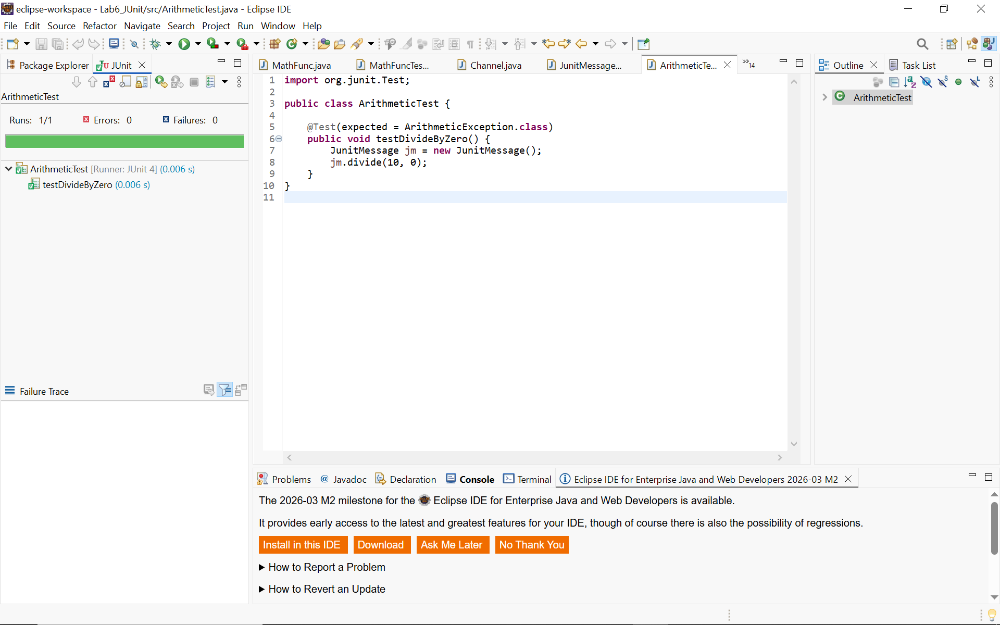 eclipse-workspace - Lab6_JUnit/src/ArithmeticTest.java - Eclipse IDE
File Edit Source Refactor Navigate Search Project Run Window Help
Package Explorer JUnit
ArithmeticTest
Runs: 1/1 Errors: 0 Failures: 0
ArithmeticTest [Runner: JUnit 4] (0.006 s)
testDivideByZero (0.006 s)
Failure Trace
MathFunc.java MathFuncTes... Channel.java JunitMessage... ArithmeticTe... »14
1 import org.junit.Test;
2
3 public class ArithmeticTest {
4
5 @Test(expected = ArithmeticException.class)
6 public void testDivideByZero() {
7 JunitMessage jm = new JunitMessage();
8 jm.divide(10, 0);
9 }
10 }
11
Outline Task List
ArithmeticTest
Problems @ Javadoc Declaration Console Terminal Eclipse IDE for Enterprise Java and Web Developers 2026-03 M2
The 2026-03 M2 milestone for the Eclipse IDE for Enterprise Java and Web Developers is available.
It provides early access to the latest and greatest features for your IDE, though of course there is also the possibility of regressions.
Install in this IDE Download Ask Me Later No Thank You
How to Report a Problem
How to Revert an Update